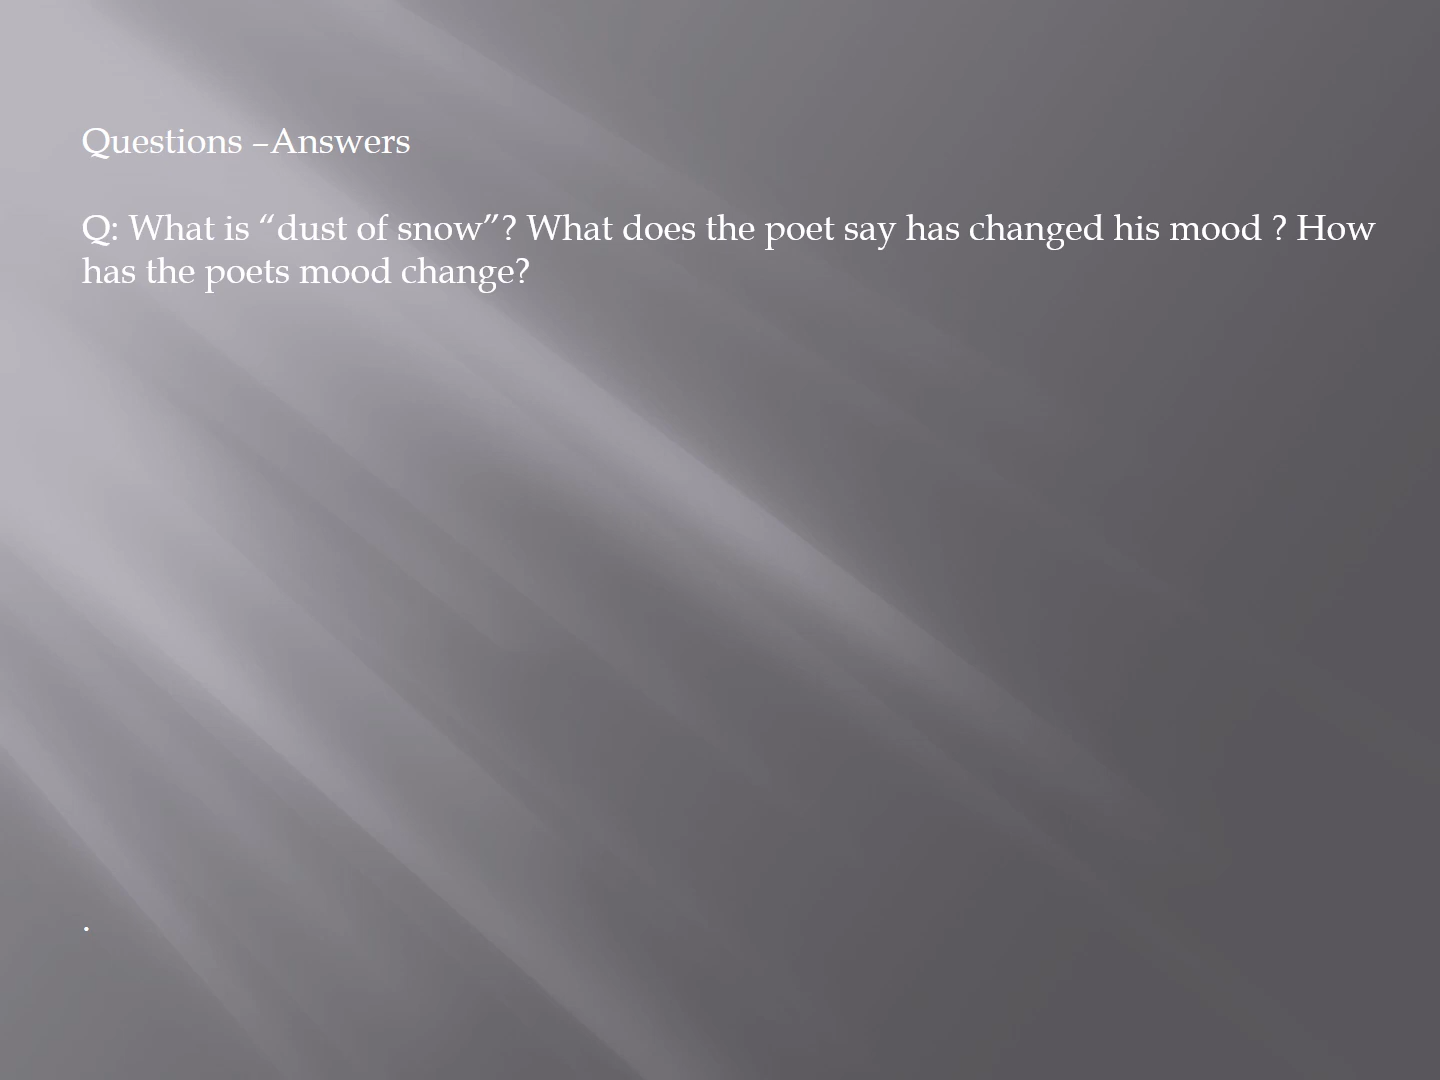 Questions –Answers
Q: What is “dust of snow”? What does the poet say has changed his mood ? How
has the poets mood change?
.